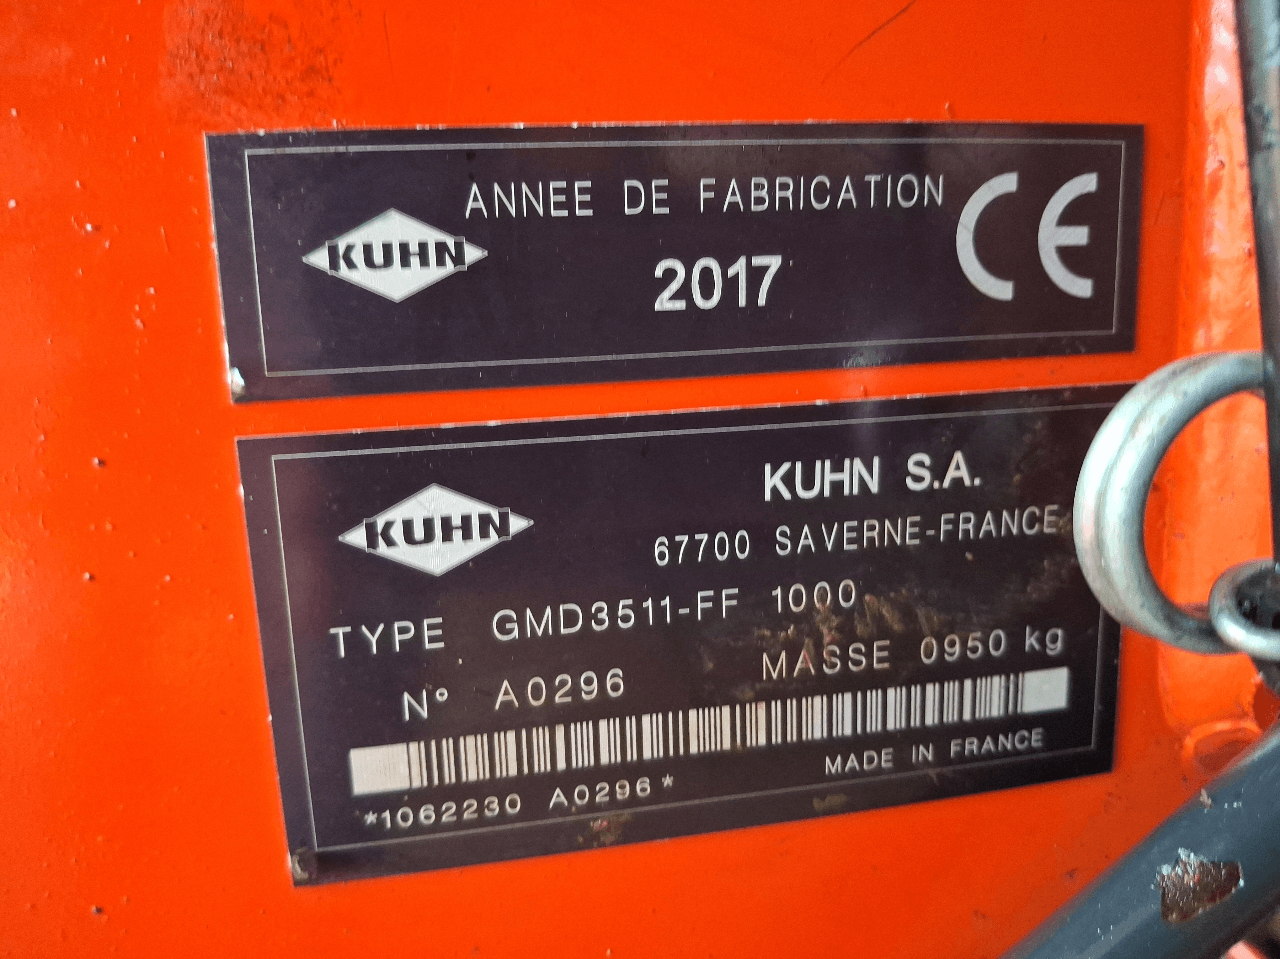 ANNEE DE FABRICATION
KUHN
2017
CE
KUHN
KUHN S.A.
67700 SAVERNE-FRANCE
TYPE GMD3511-FF 1000
N° A0296 MASSE 0950 kg
*1062230 A0296*
MADE IN FRANCE